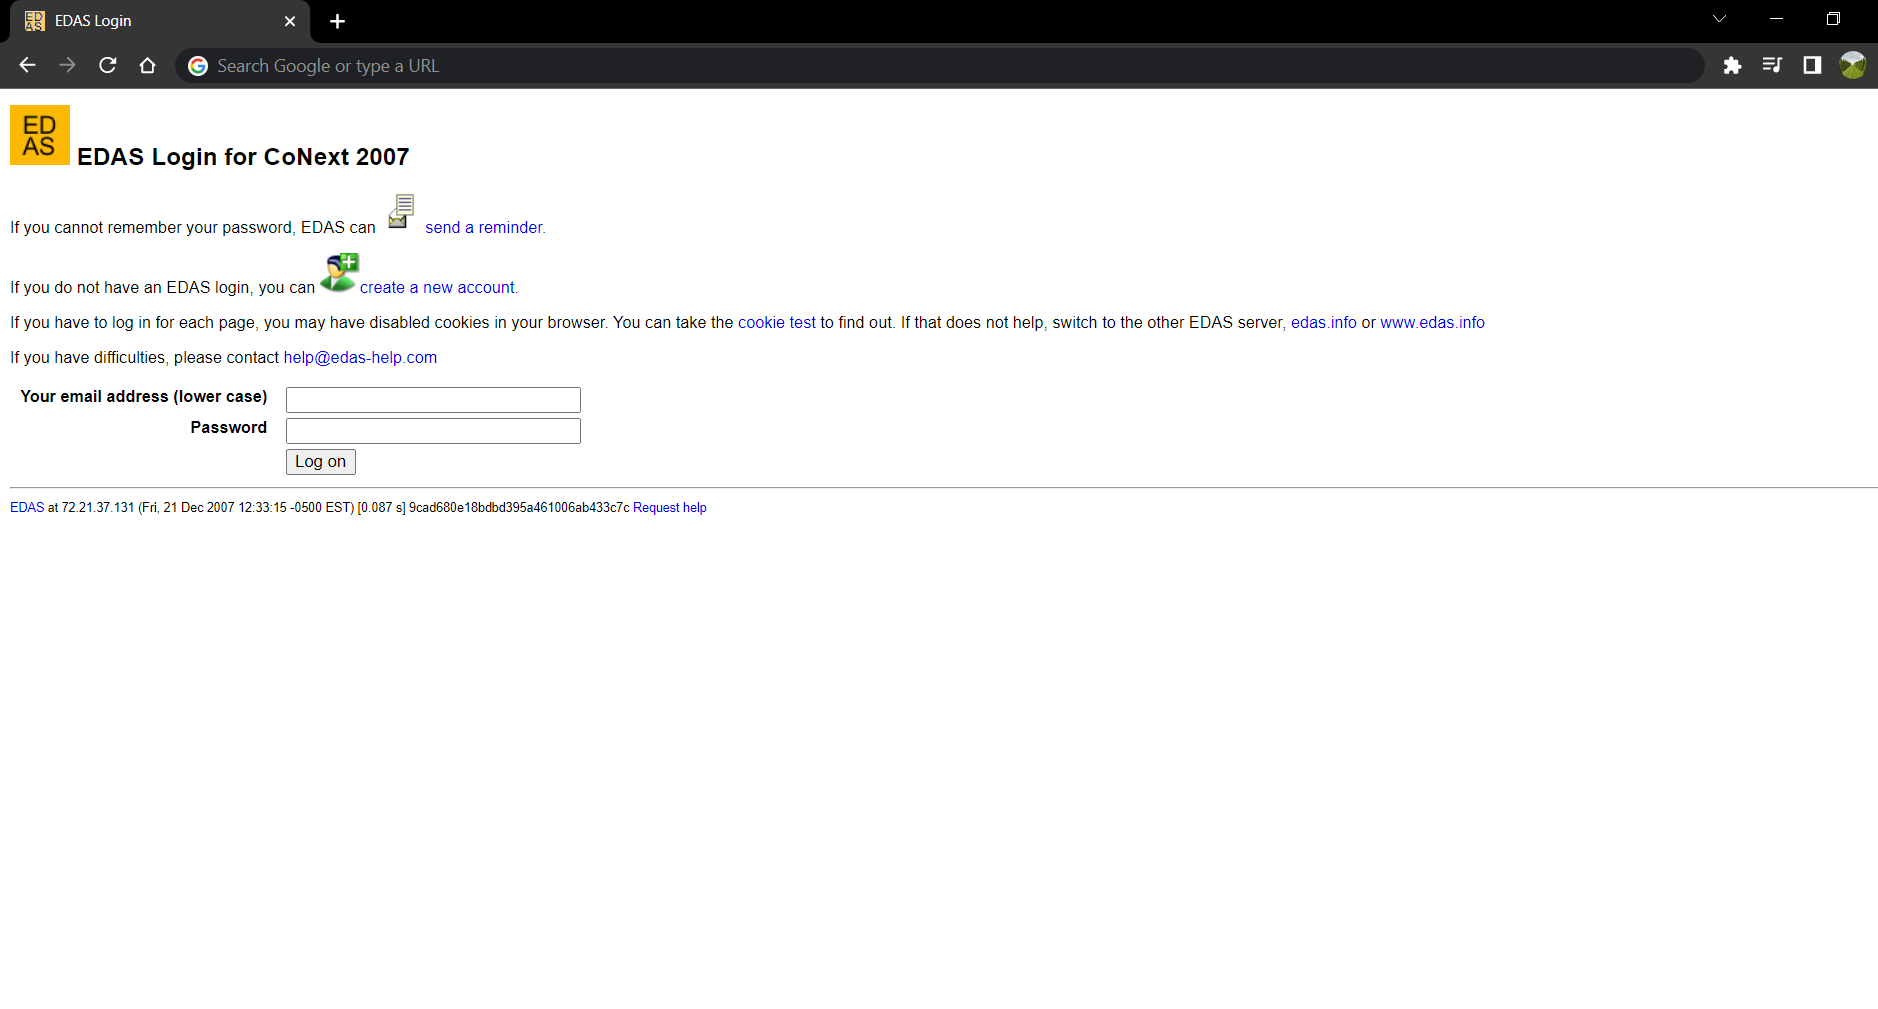 EDAS Login
Search Google or type a URL
ED
AS
EDAS Login for CoNext 2007
If you cannot remember your password, EDAS can send a reminder.
If you do not have an EDAS login, you can create a new account.
If you have to log in for each page, you may have disabled cookies in your browser. You can take the cookie test to find out. If that does not help, switch to the other EDAS server, edas.info or www.edas.info
If you have difficulties, please contact help@edas-help.com
Your email address (lower case)
Password
Log on
EDAS at 72.21.37.131 (Fri, 21 Dec 2007 12:33:15 -0500 EST) [0.087 s] 9cad680e18bdbd395a461006ab433c7c Request help